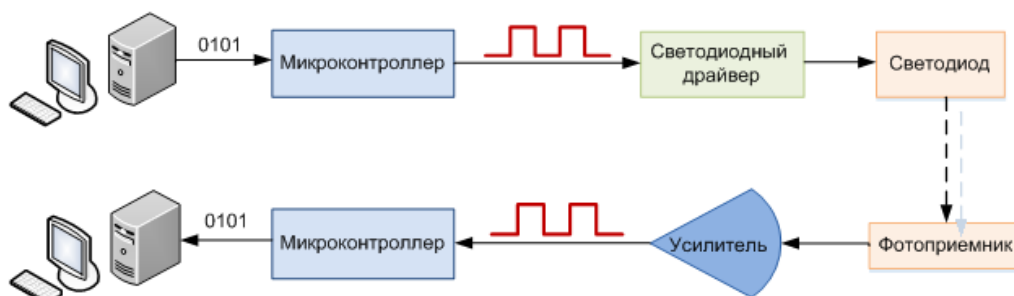 0101
Микроконтроллер
Светодиодный
драйвер
Светодиод
0101
Микроконтроллер
Усилитель
Фотоприемник